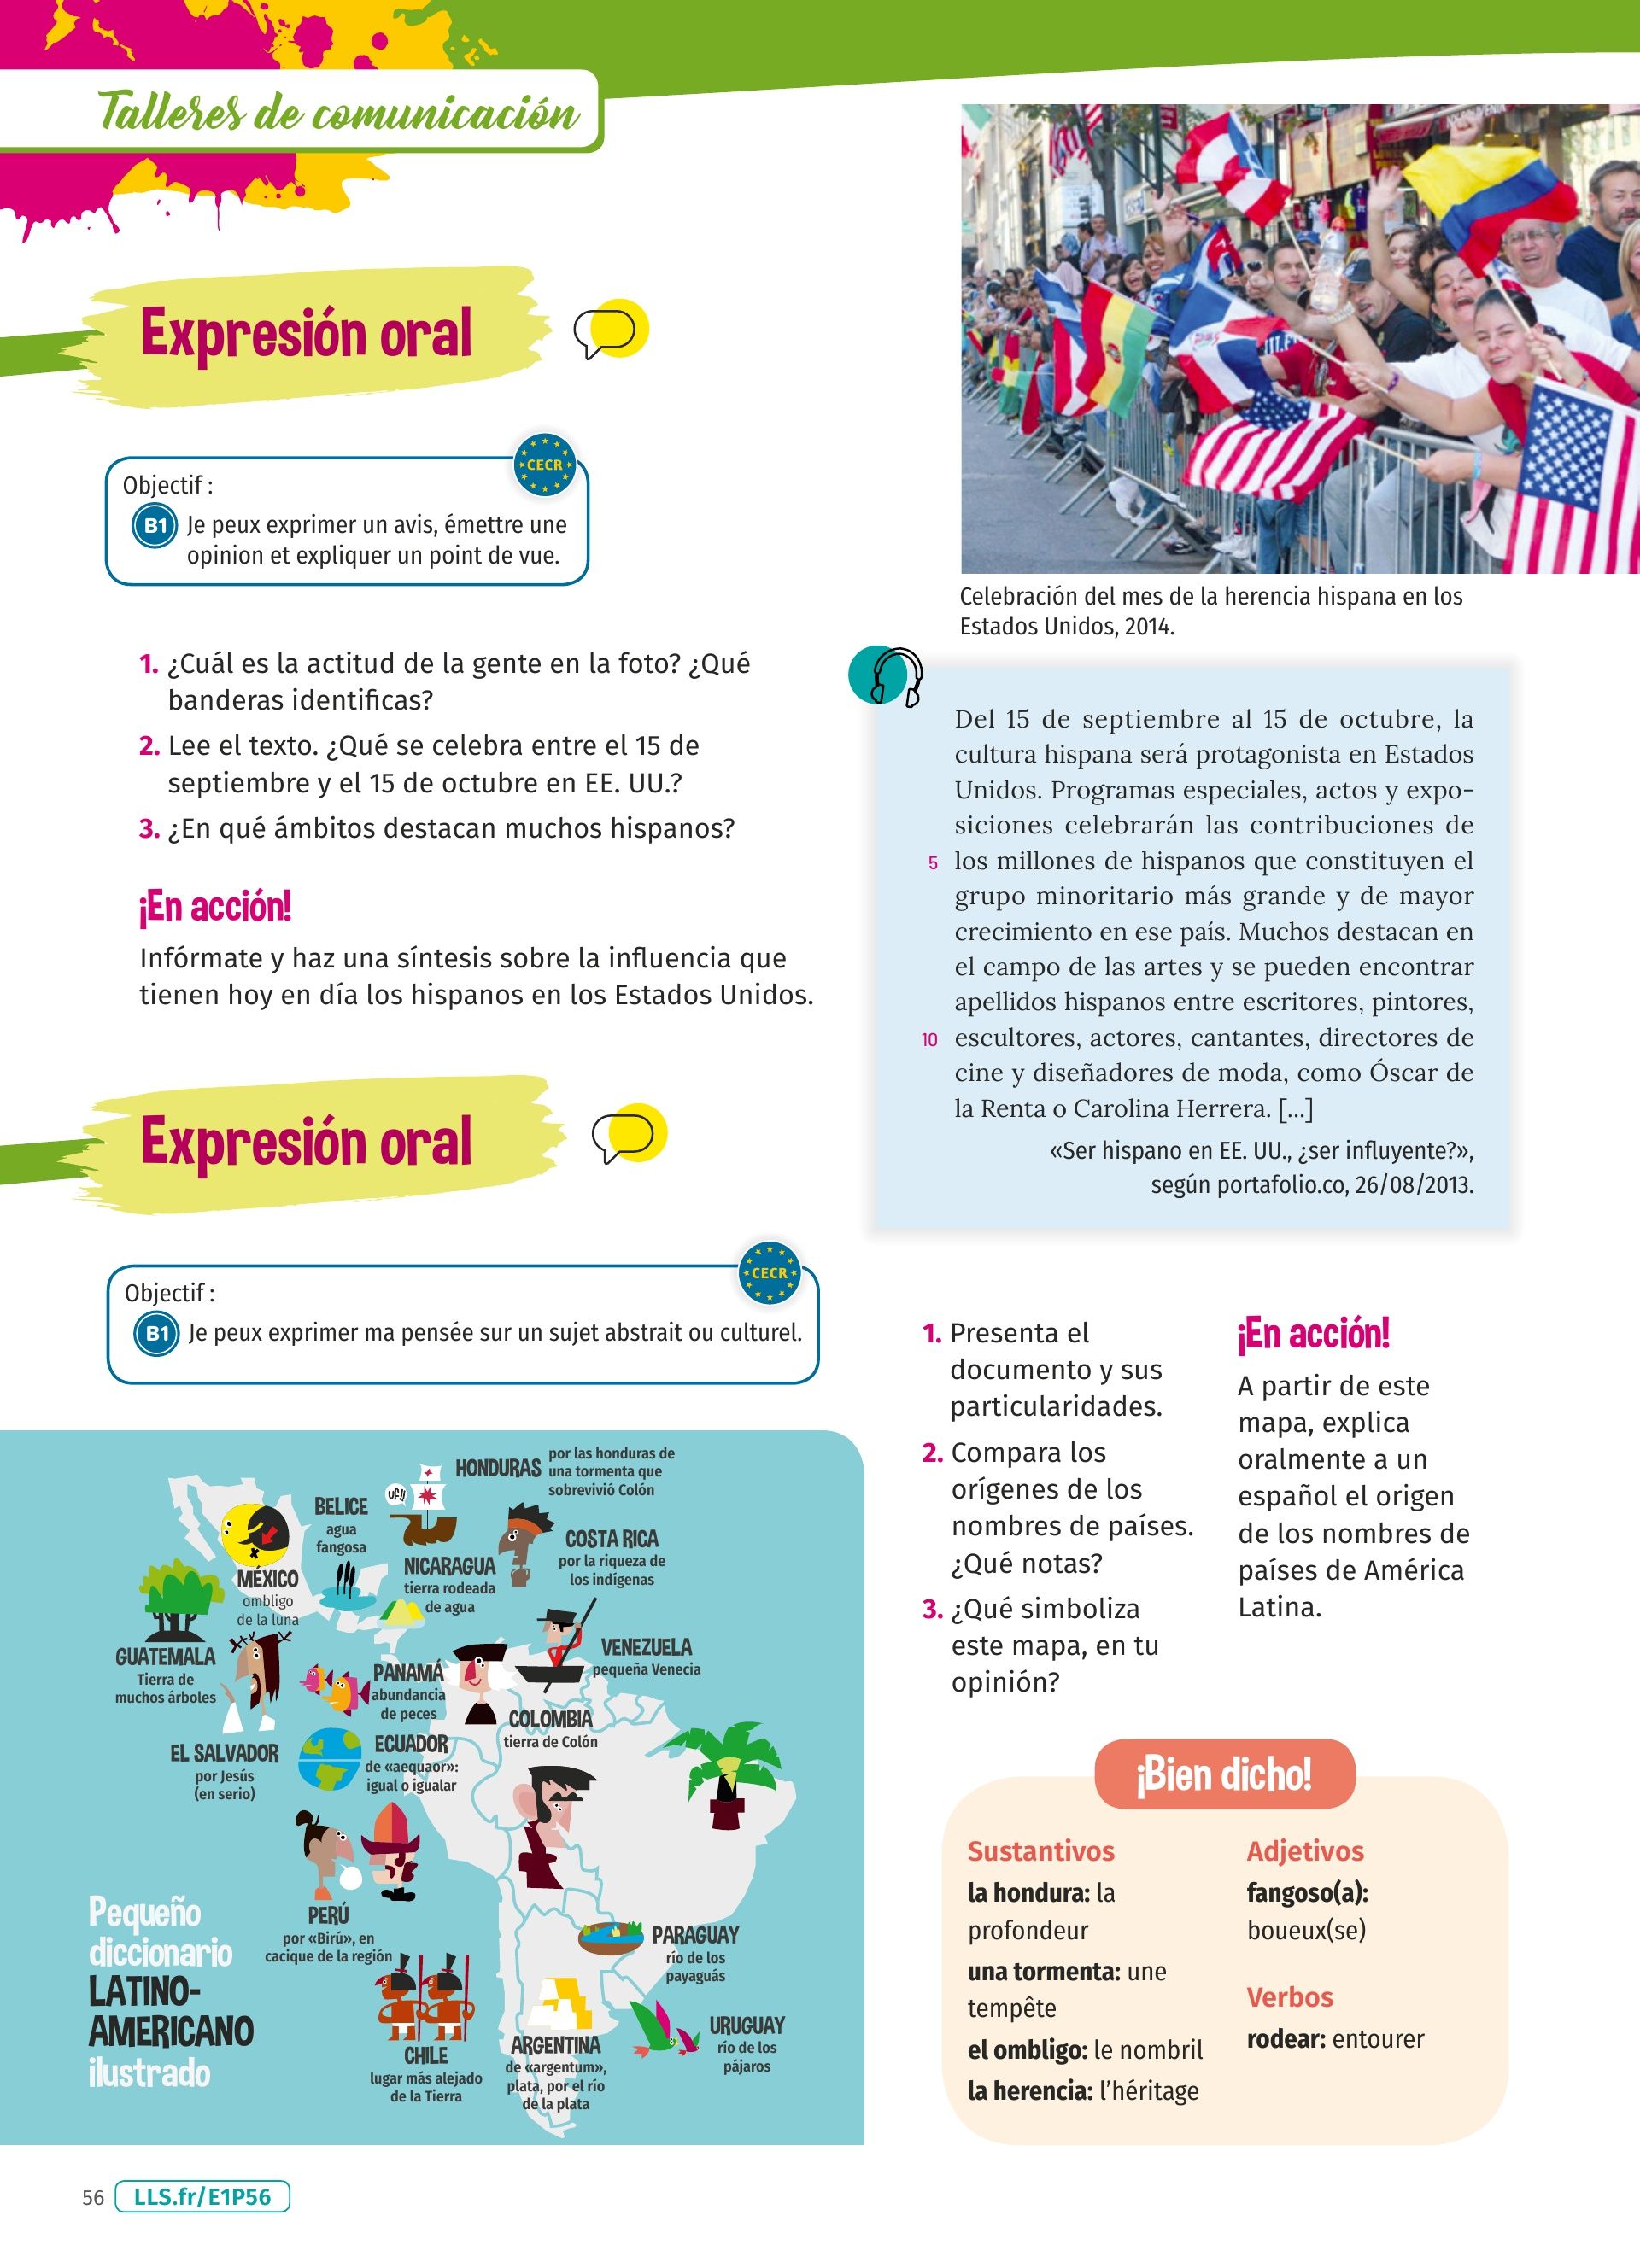 Talleres de comunicación
Expresión oral
CECR
Objectif :
B1 Je peux exprimer un avis, émettre une
opinion et expliquer un point de vue.
1. ¿Cuál es la actitud de la gente en la foto? ¿Qué
banderas identificas?
2. Lee el texto. ¿Qué se celebra entre el 15 de
septiembre y el 15 de octubre en EE. UU.?
3. ¿En qué ámbitos destacan muchos hispanos?
¡En acción!
Infórmate y haz una síntesis sobre la influencia que
tienen hoy en día los hispanos en los Estados Unidos.
Celebración del mes de la herencia hispana en los
Estados Unidos, 2014.
Del 15 de septiembre al 15 de octubre, la
cultura hispana será protagonista en Estados
Unidos. Programas especiales, actos y expo-
siciones celebrarán las contribuciones de
5 los millones de hispanos que constituyen el
grupo minoritario más grande y de mayor
crecimiento en ese país. Muchos destacan en
el campo de las artes y se pueden encontrar
apellidos hispanos entre escritores, pintores,
10 escultores, actores, cantantes, directores de
cine y diseñadores de moda, como Óscar de
la Renta o Carolina Herrera. [...]
«Ser hispano en EE. UU., ¿ser influyente?»,
según portafolio.co, 26/08/2013.
Expresión oral
CECR
Objectif :
B1 Je peux exprimer ma pensée sur un sujet abstrait ou culturel.
HONDURAS
por las honduras de
una tormenta que
sobrevivió Colón
UF!!
BELICE
agua
fangosa
COSTA RICA
por la riqueza de
los indígenas
NICARAGUA
tierra rodeada
de agua
MÉXICO
ombligo
de la luna
GUATEMALA
Tierra de
muchos árboles
VENEZUELA
pequeña Venecia
PANAMÁ
abundancia
de peces
COLOMBIA
tierra de Colón
EL SALVADOR
por Jesús
(en serio)
ECUADOR
de «aequaor»:
igual o igualar
PERÚ
por «Birú», en
cacique de la región
PARAGUAY
río de los
payaguás
URUGUAY
río de los
pájaros
CHILE
lugar más alejado
de la Tierra
ARGENTINA
de «argentum»,
plata, por el río
de la plata
Pequeño
diccionario
LATINO-
AMERICANO
ilustrado
1. Presenta el
documento y sus
particularidades.
2. Compara los
orígenes de los
nombres de países.
¿Qué notas?
3. ¿Qué simboliza
este mapa, en tu
opinión?
¡En acción!
A partir de este
mapa, explica
oralmente a un
español el origen
de los nombres de
países de América
Latina.
¡Bien dicho!
Sustantivos
la hondura: la
profondeur
una tormenta: une
tempête
el ombligo: le nombril
la herencia: l'héritage
Adjetivos
fangoso(a):
boueux(se)
Verbos
rodear: entourer
56 LLS.fr/E1P56